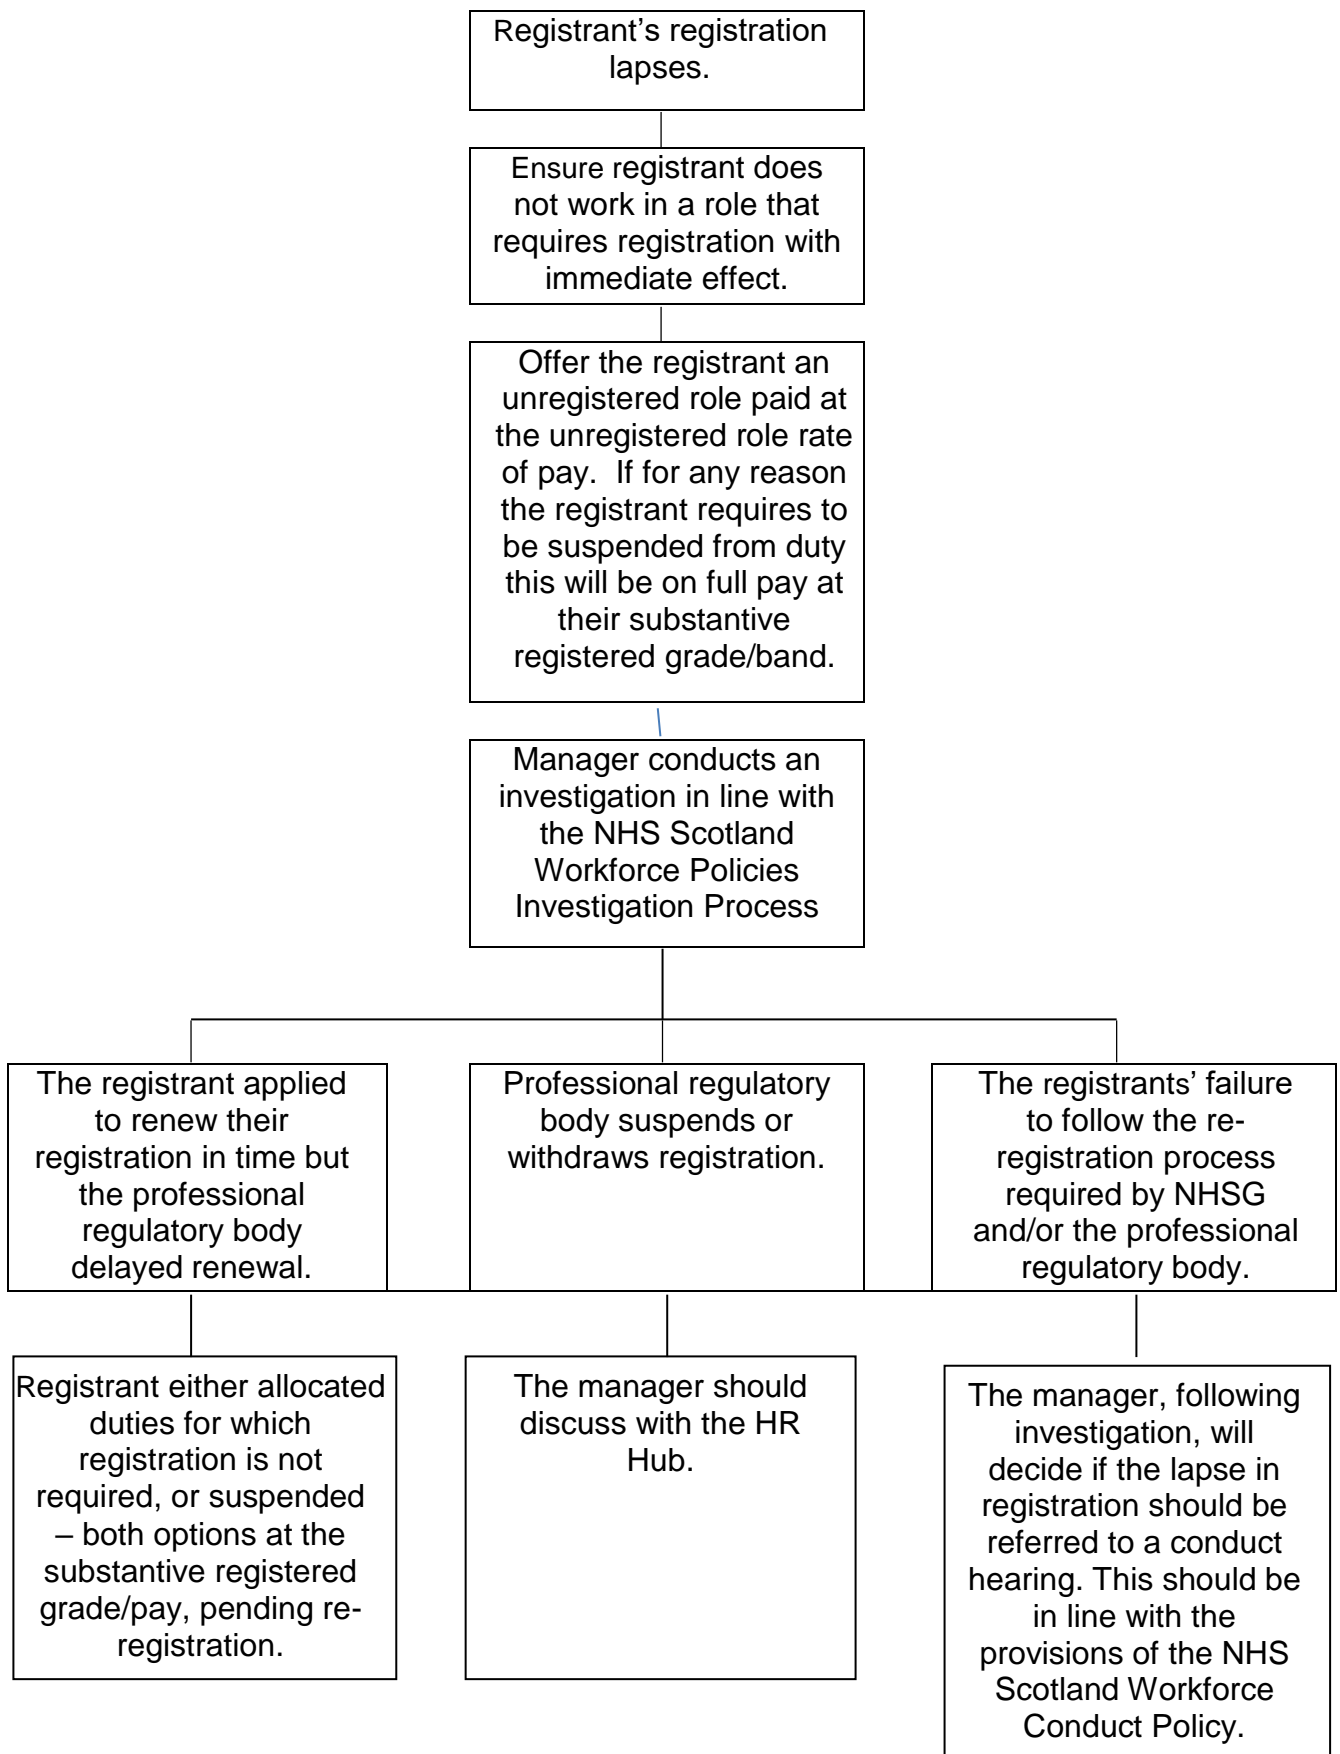 Registrant's registration
lapses.
Ensure registrant does
not work in a role that
requires registration with
immediate effect.
Offer the registrant an
unregistered role paid at
the unregistered role rate
of pay.  If for any reason
the registrant requires to
be suspended from duty
this will be on full pay at
their substantive
registered grade/band.
Manager conducts an
investigation in line with
the NHS Scotland
Workforce Policies
Investigation Process
The registrant applied
to renew their
registration in time but
the professional
regulatory body
delayed renewal.
Professional regulatory
body suspends or
withdraws registration.
The registrants’ failure
to follow the re-
registration process
required by NHSG
and/or the professional
regulatory body.
Registrant either allocated
duties for which
registration is not
required, or suspended
– both options at the
substantive registered
grade/pay, pending re-
registration.
The manager should
discuss with the HR
Hub.
The manager, following
investigation, will
decide if the lapse in
registration should be
referred to a conduct
hearing. This should be
in line with the
provisions of the NHS
Scotland Workforce
Conduct Policy.